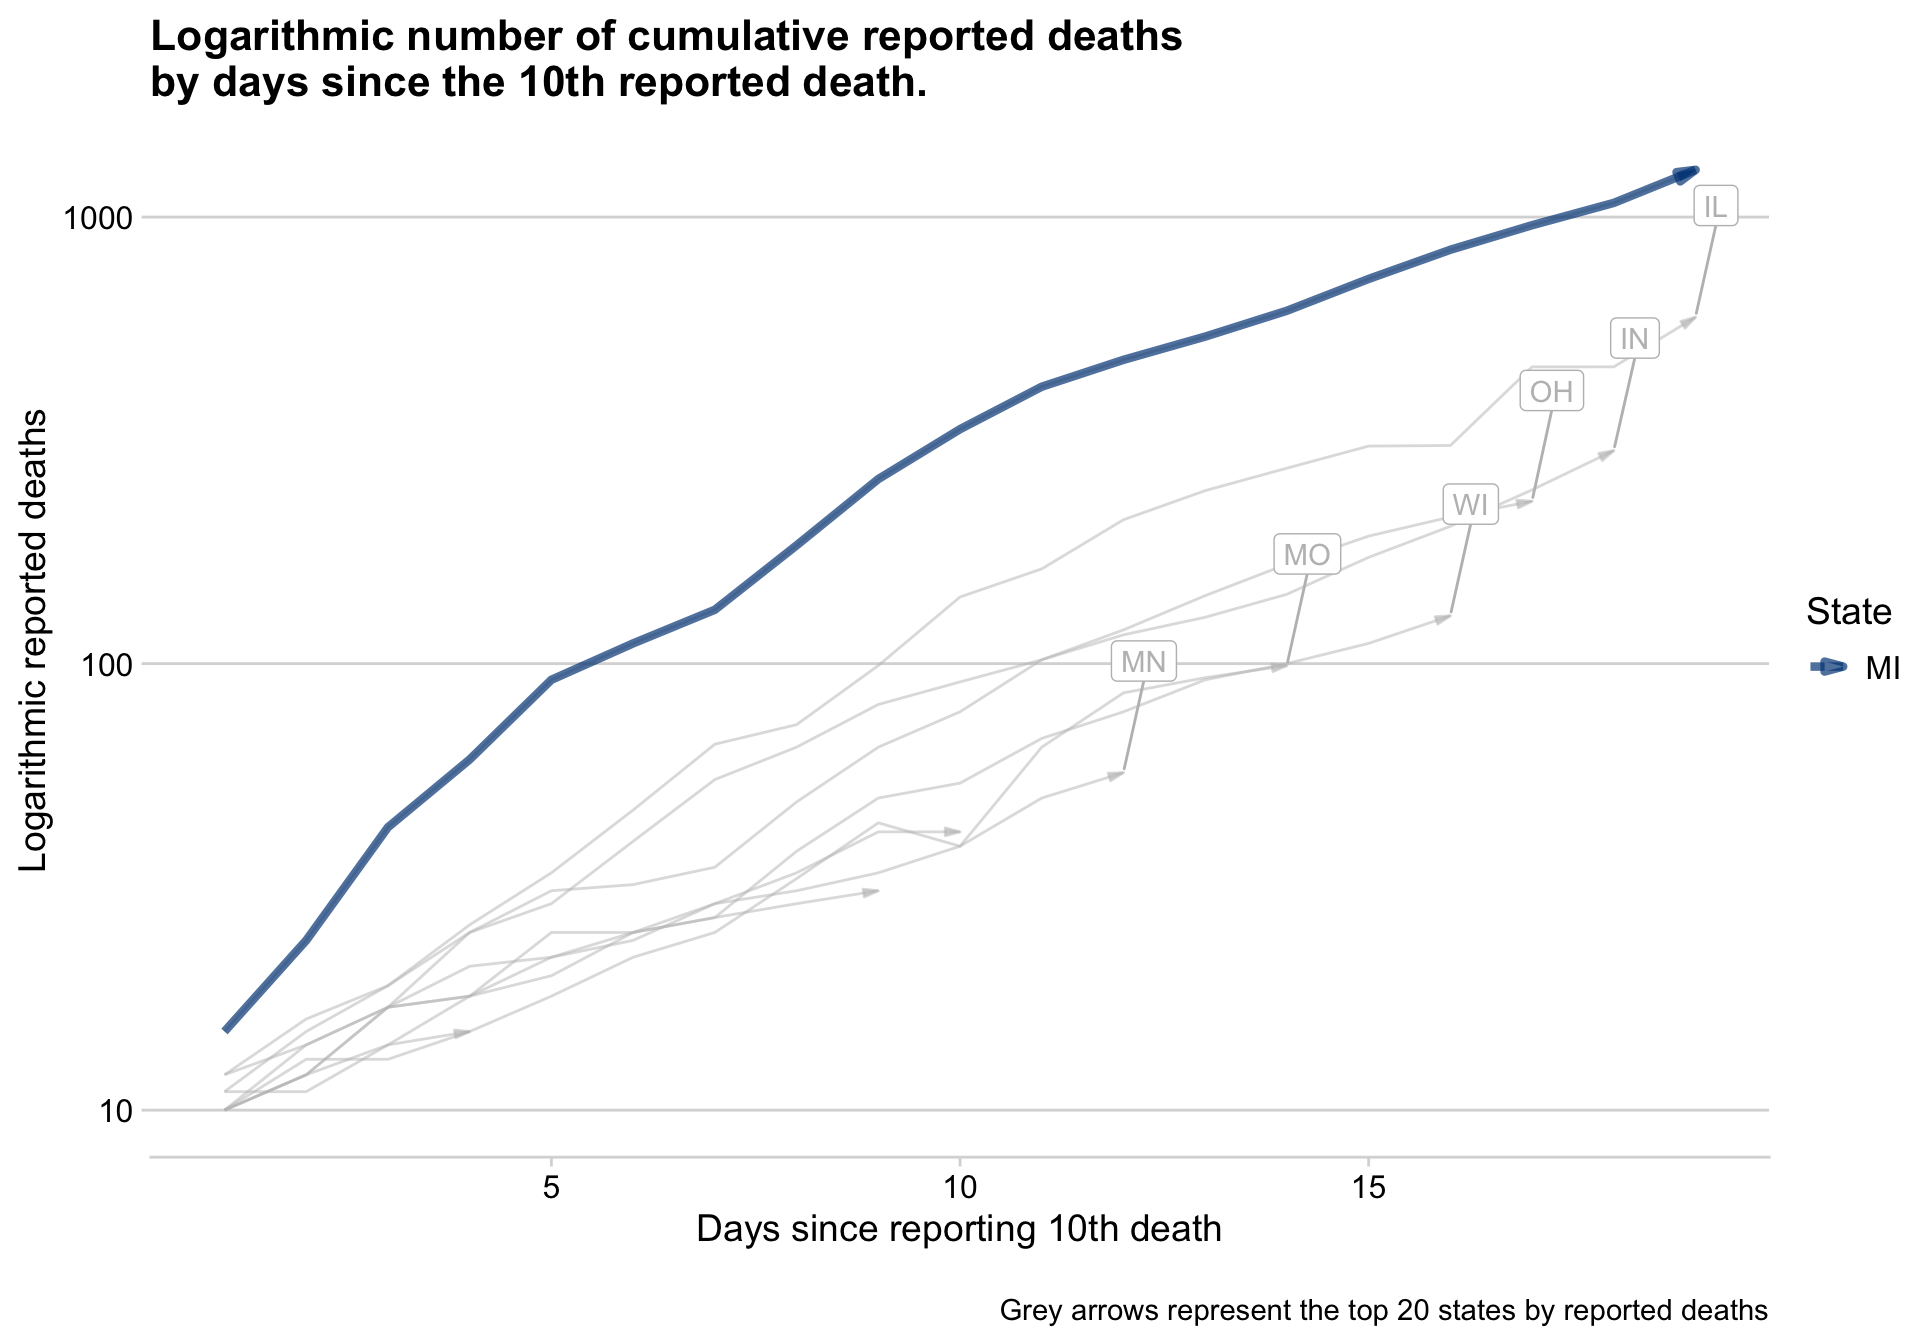 Logarithmic number of cumulative reported deaths
by days since the 10th reported death.
Logarithmic reported deaths
1000
100
10
IL
IN
OH
WI
MO
MN
State
MI
5
10
15
Days since reporting 10th death
Grey arrows represent the top 20 states by reported deaths